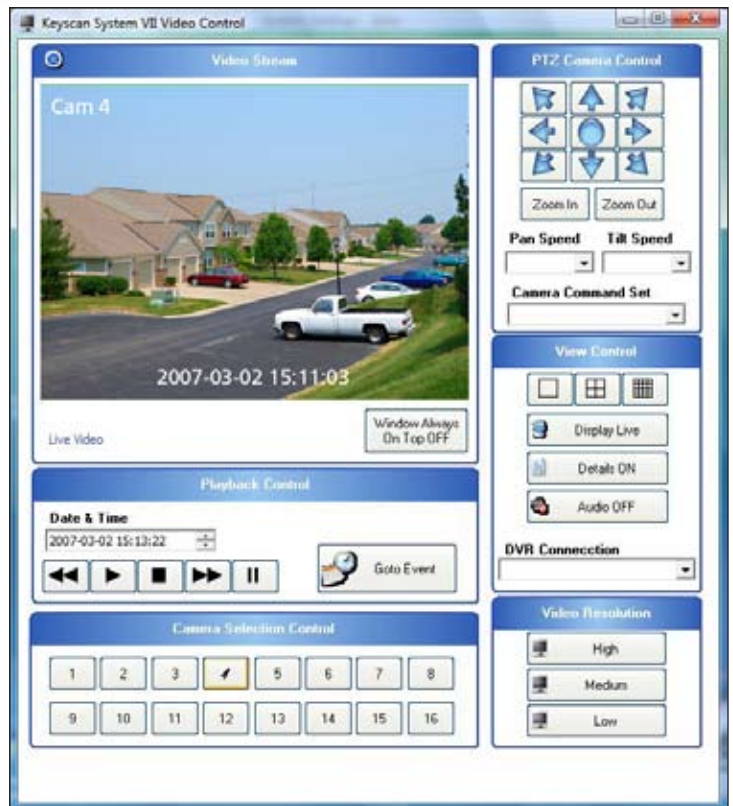 Keyscan System VII Video Control
Video Stream
Cam 4
2007-03-02 15:11:03
Live Video
Window Always
On Top OFF
Playback Control
Date & Time
2007-03-02 15:13:22
Goto Event
Camera Selection Control
1 2 3 4 5 6 7 8
9 10 11 12 13 14 15 16
PTZ Camera Control
Zoom In Zoom Out
Pan Speed Tilt Speed
Camera Command Set
View Control
Display Live
Details ON
Audio OFF
DVR Connecction
Video Resolution
High
Medium
Low